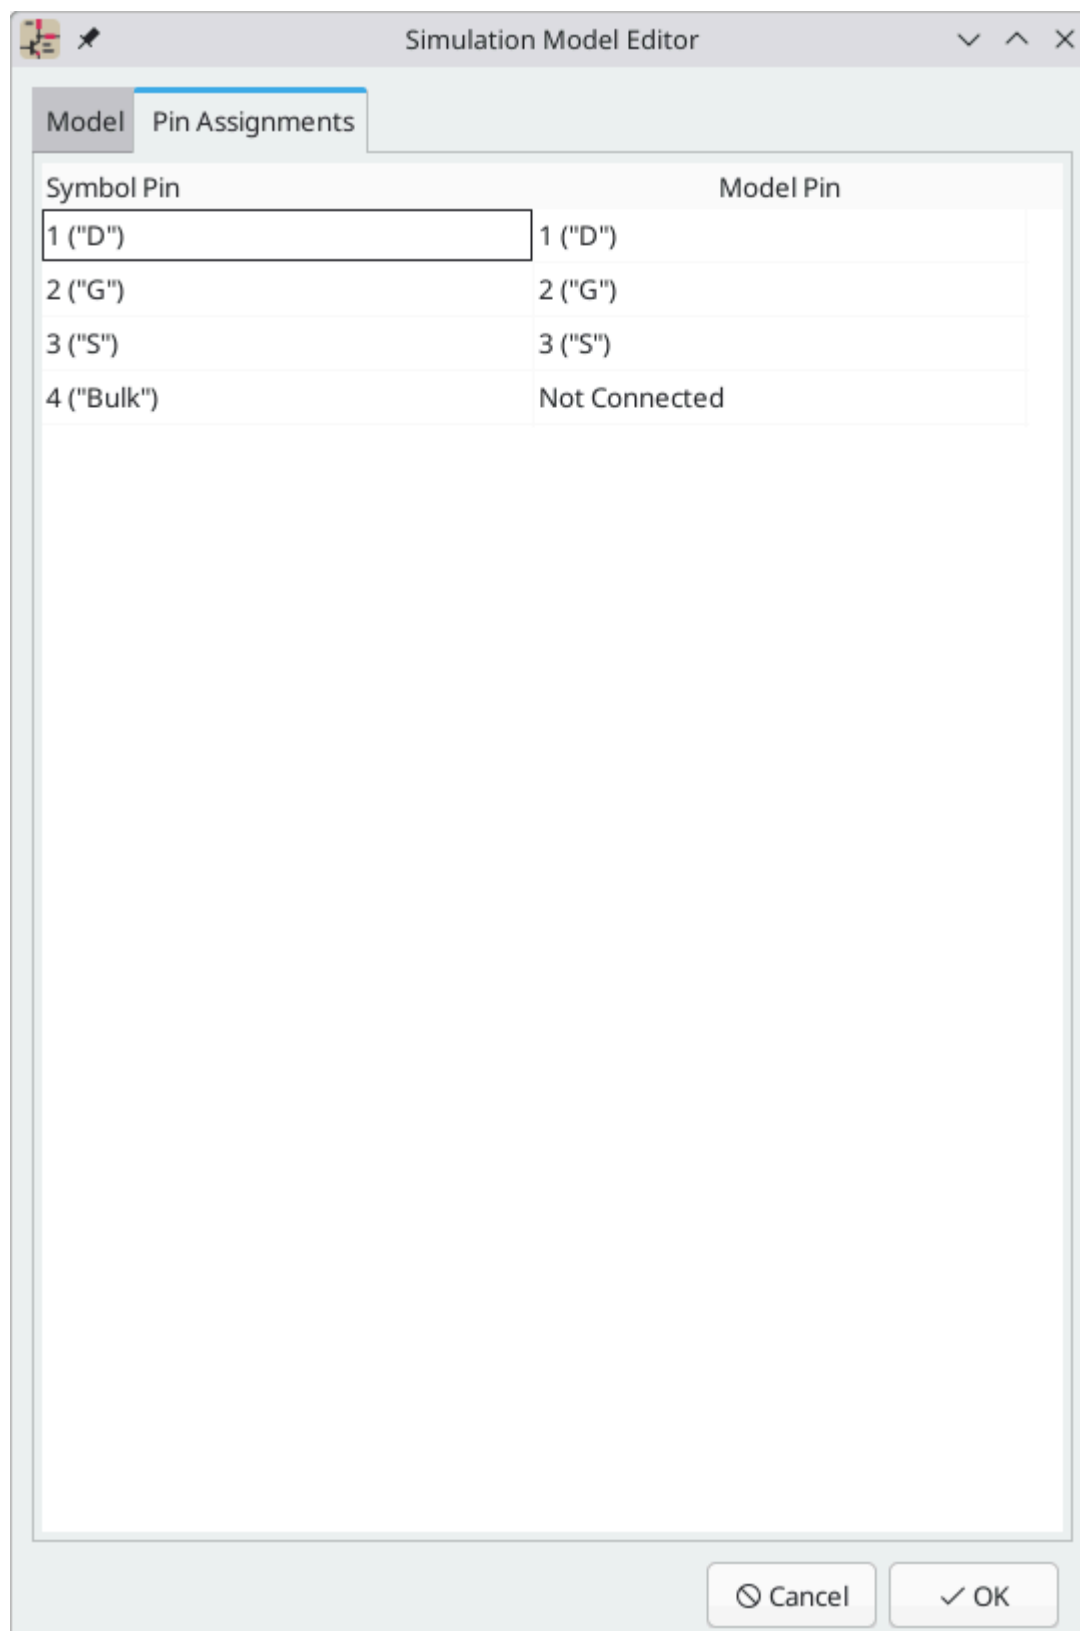 Simulation Model Editor
Model Pin Assignments
Symbol Pin Model Pin
1 ("D") 1 ("D")
2 ("G") 2 ("G")
3 ("S") 3 ("S")
4 ("Bulk") Not Connected
Cancel OK